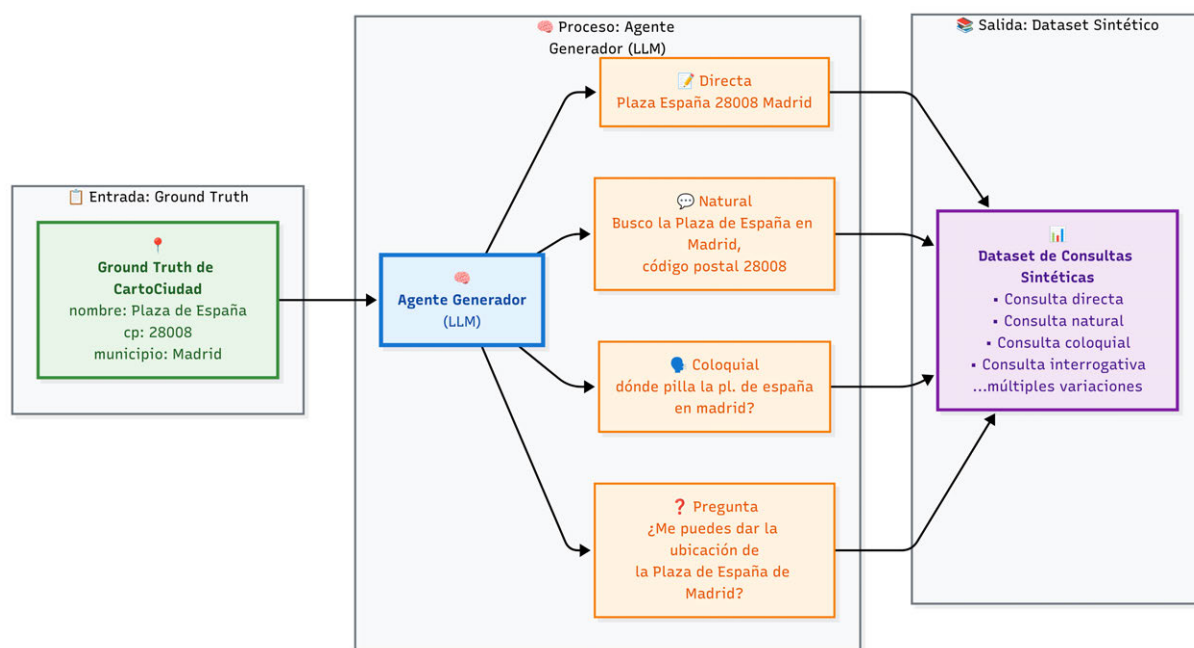 📋 Entrada: Ground Truth
📍
Ground Truth de
CartoCiudad
nombre: Plaza de España
cp: 28008
municipio: Madrid
🧠 Proceso: Agente
Generador (LLM)
🧠
Agente Generador
(LLM)
📝 Directa
Plaza España 28008 Madrid
💬 Natural
Busco la Plaza de España en
Madrid,
código postal 28008
🗣️ Coloquial
dónde pilla la pl. de españa
en madrid?
❓ Pregunta
¿Me puedes dar la
ubicación de
la Plaza de España de
Madrid?
📚 Salida: Dataset Sintético
📊
Dataset de Consultas
Sintéticas
▪ Consulta directa
▪ Consulta natural
▪ Consulta coloquial
▪ Consulta interrogativa
...múltiples variaciones